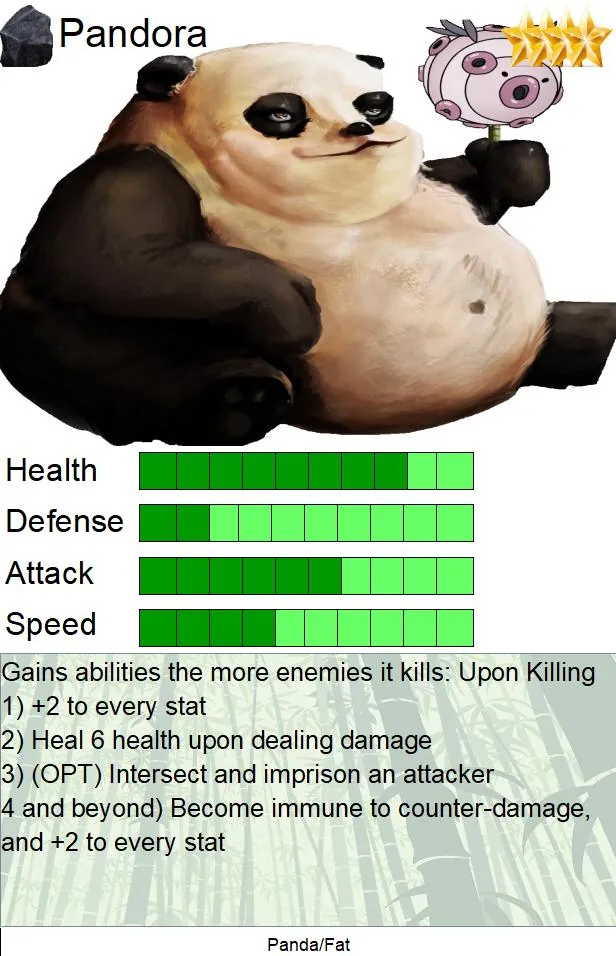 Pandora
Health
Defense
Attack
Speed
Gains abilities the more enemies it kills: Upon Killing
1) +2 to every stat
2) Heal 6 health upon dealing damage
3) (OPT) Intersect and imprison an attacker
4 and beyond) Become immune to counter-damage,
and +2 to every stat
Panda/Fat